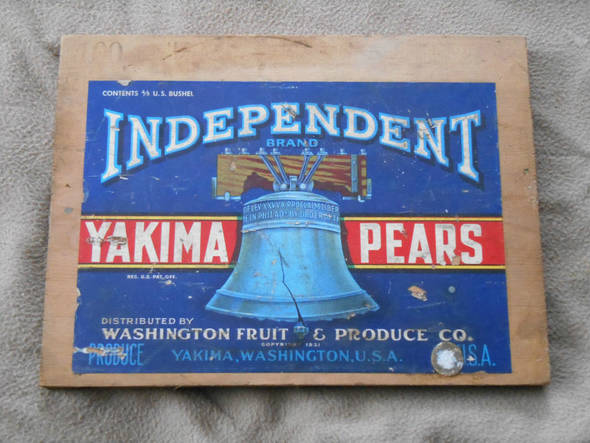 CONTENTS 4/5 U.S. BUSHEL
INDEPENDENT
BRAND
YAKIMA PEARS
REG. U.S. PAT. OFF.
DISTRIBUTED BY
WASHINGTON FRUIT & PRODUCE CO.
COPYRIGHT 1931
PRODUCE YAKIMA, WASHINGTON, U.S.A. U.S.A.